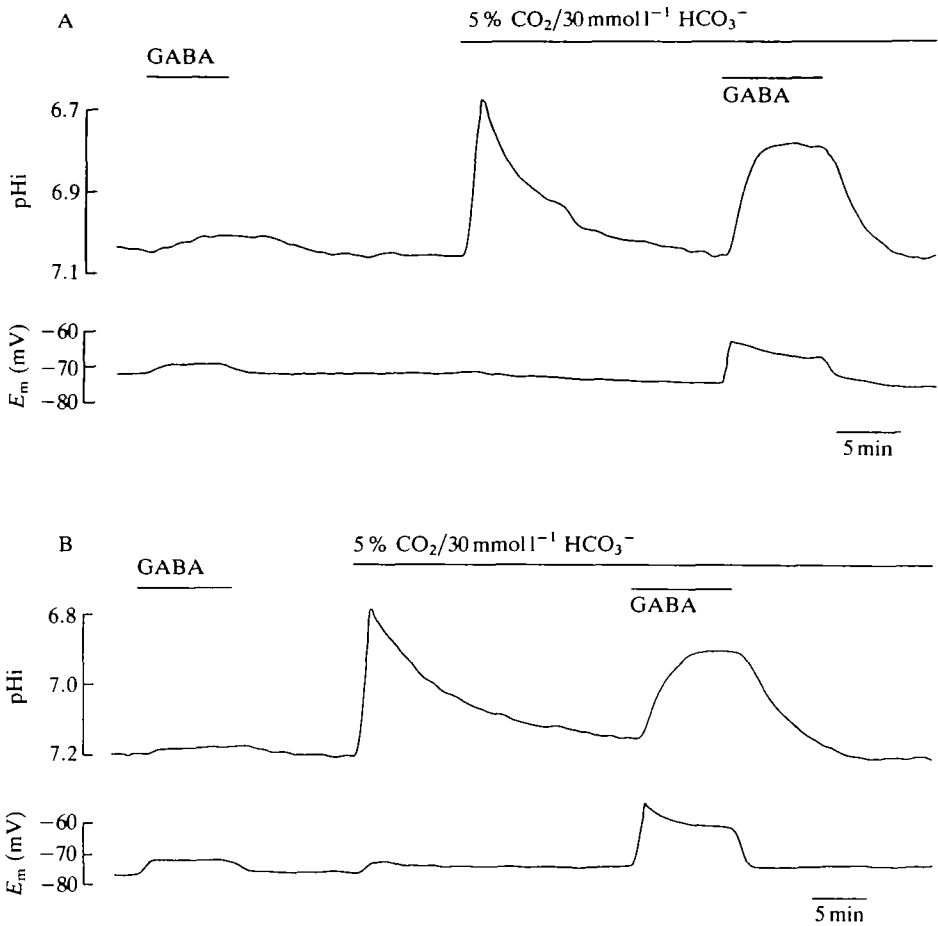 A
5 % CO₂/30 mmol l⁻¹ HCO₃⁻
GABA
GABA
6.7
6.9
7.1
pHi
−60
−70
−80
Eₘ (mV)
5 min
B
5 % CO₂/30 mmol l⁻¹ HCO₃⁻
GABA
GABA
6.8
7.0
7.2
pHi
−60
−70
−80
Eₘ (mV)
5 min